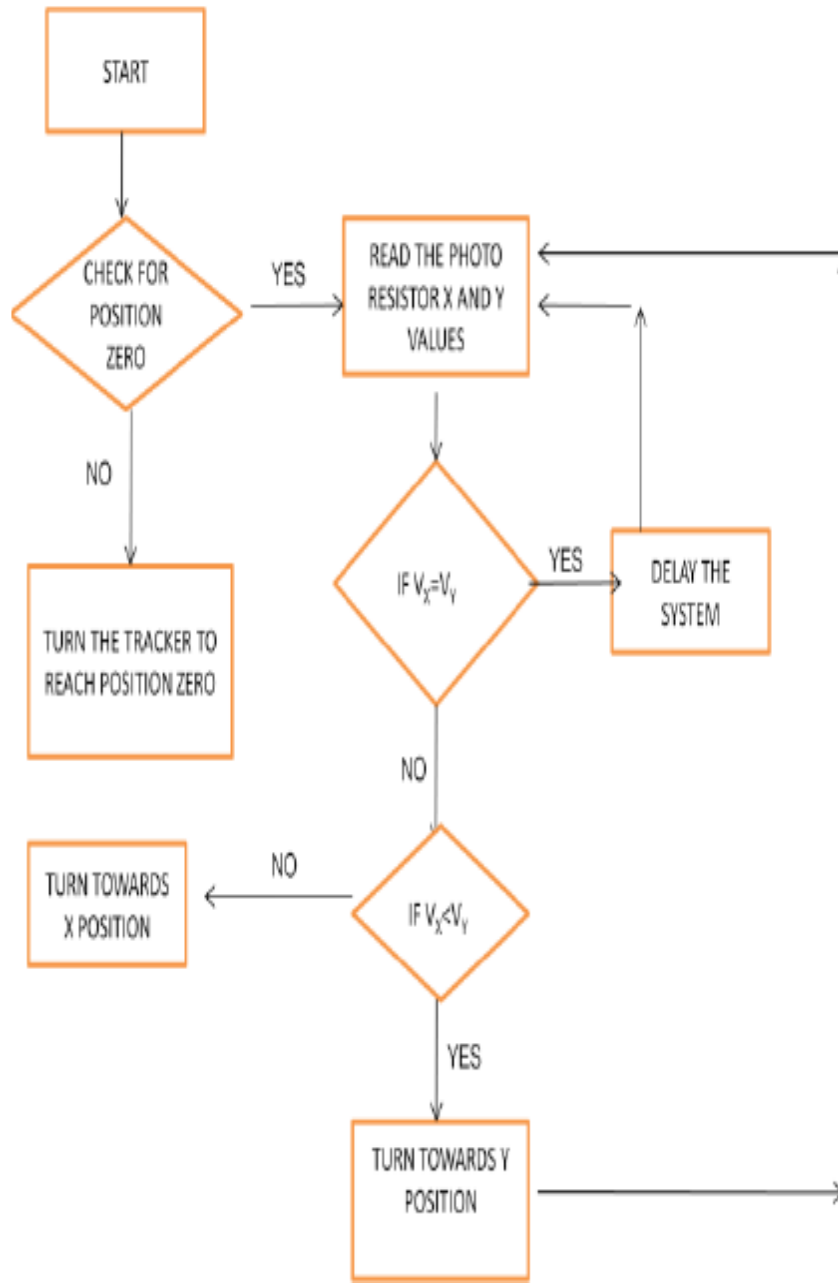 START
CHECK FOR
POSITION
ZERO
YES
READ THE PHOTO
RESISTOR X AND Y
VALUES
NO
TURN THE TRACKER TO
REACH POSITION ZERO
IF VX=VY
YES
DELAY THE
SYSTEM
NO
IF VX<VY
NO
TURN TOWARDS
X POSITION
YES
TURN TOWARDS Y
POSITION